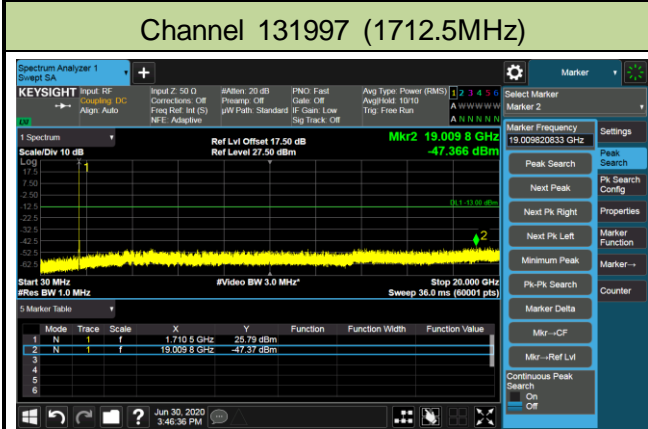 Channel 131997 (1712.5MHz)
Spectrum Analyzer 1
Swept SA
+
Marker
KEYSIGHT
Input: RF
Coupling: DC
Align: Auto
Input Z: 50 Ω
Corrections: Off
Freq Ref: Int (S)
NFE: Adaptive
#Atten: 20 dB
Preamp: Off
µW Path: Standard
PNO: Fast
Gate: Off
IF Gain: Low
Sig Track: Off
Avg Type: Power (RMS)
Avg|Hold: 10/10
Trig: Free Run
1 2 3 4 5 6
A W W W W W
A N N N N N
Select Marker
Marker 2
LW
1 Spectrum
Scale/Div 10 dB
Ref Lvl Offset 17.50 dB
Ref Level 27.50 dBm
Mkr2 19.009 8 GHz
-47.366 dBm
Log
17.5
7.50
-2.50
-12.5
-22.5
-32.5
-42.5
-52.5
-62.5
1
DL1 -13.00 dBm
2
Start 30 MHz
#Res BW 1.0 MHz
#Video BW 3.0 MHz*
Stop 20.000 GHz
Sweep 36.0 ms (60001 pts)
5 Marker Table
Mode Trace Scale X Y Function Function Width Function Value
1 N 1 f 1.710 5 GHz 25.79 dBm
2 N 1 f 19.009 8 GHz -47.37 dBm
3
4
5
6
Marker Frequency
19.009820833 GHz
Peak Search
Next Peak
Next Pk Right
Next Pk Left
Minimum Peak
Pk-Pk Search
Marker Delta
Mkr→CF
Mkr→Ref Lvl
Continuous Peak
Search
On
Off
Settings
Peak
Search
Pk Search
Config
Properties
Marker
Function
Marker→
Counter
?
Jun 30, 2020
3:46:36 PM